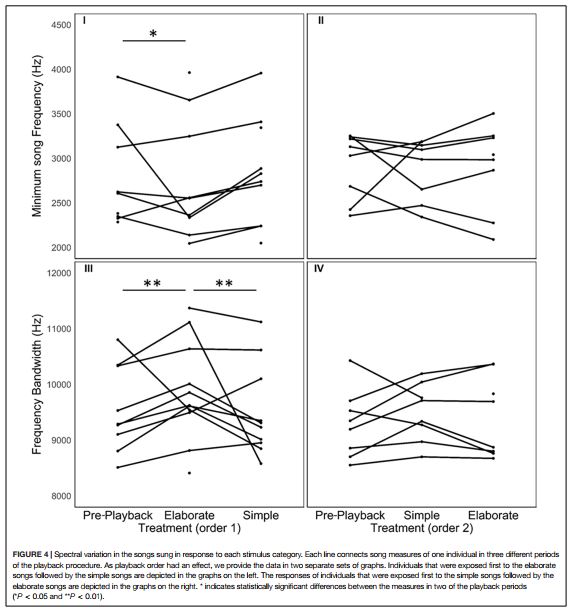 I
II
*
Minimum song Frequency (Hz)
4500
4000
3500
3000
2500
2000
III
IV
**
**
Frequency Bandwidth (Hz)
12000
11000
10000
9000
8000
Pre-Playback Elaborate Simple
Treatment (order 1)
Pre-Playback Simple Elaborate
Treatment (order 2)
FIGURE 4 | Spectral variation in the songs sung in response to each stimulus category. Each line connects song measures of one individual in three different periods
of the playback procedure. As playback order had an effect, we provide the data in two separate sets of graphs. Individuals that were exposed first to the elaborate
songs followed by the simple songs are depicted in the graphs on the left. The responses of individuals that were exposed first to the simple songs followed by the
elaborate songs are depicted in the graphs on the right. * indicates statistically significant differences between the measures in two of the playback periods
(*P < 0.05 and **P < 0.01).